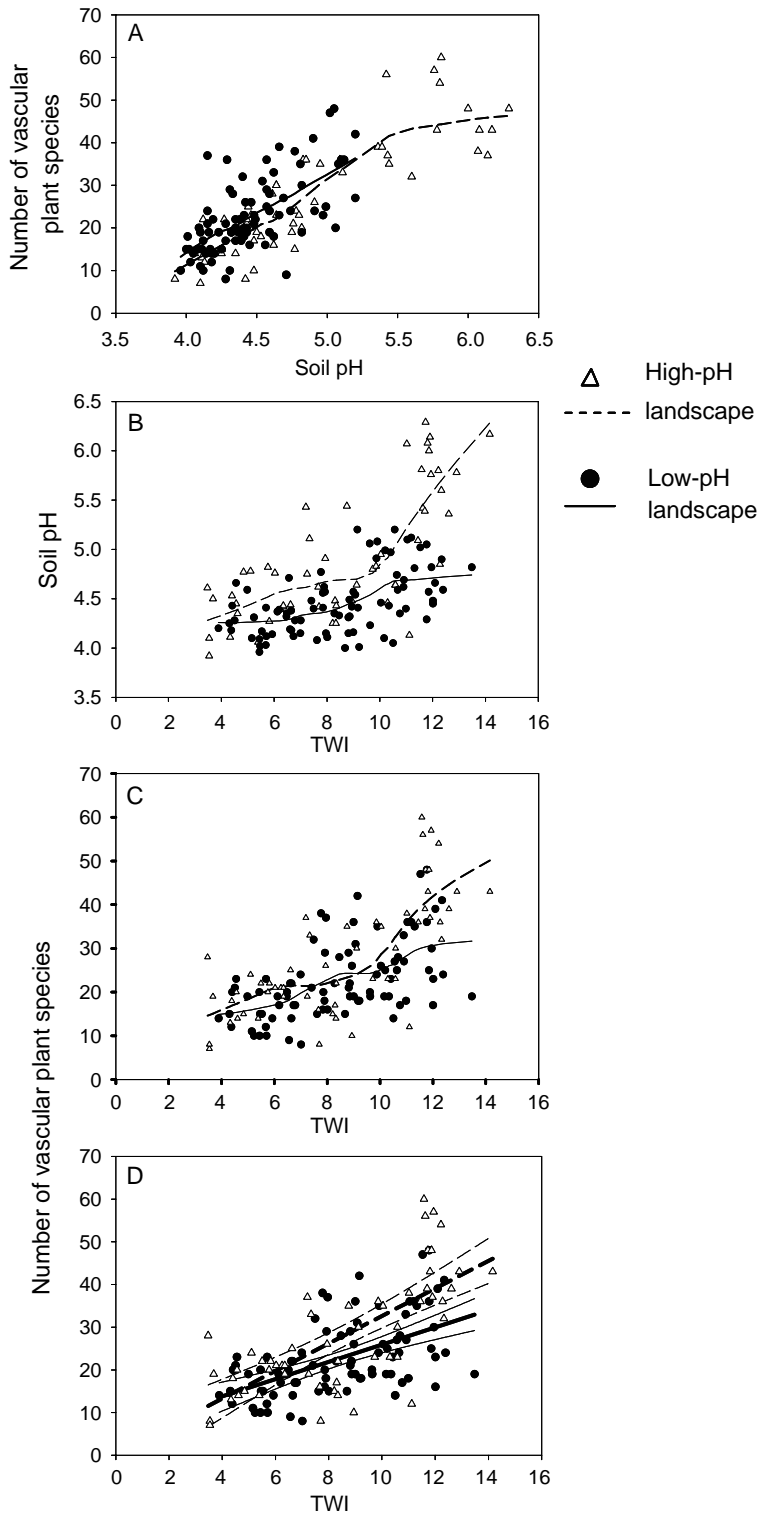 A
70
60
50
40
30
20
10
0
Number of vascular
plant species
3.5 4.0 4.5 5.0 5.5 6.0 6.5
Soil pH
High-pH
landscape
Low-pH
landscape
B
6.5
6.0
5.5
5.0
4.5
4.0
3.5
Soil pH
0 2 4 6 8 10 12 14 16
TWI
C
70
60
50
40
30
20
10
0
0 2 4 6 8 10 12 14 16
TWI
Number of vascular plant species
D
70
60
50
40
30
20
10
0
0 2 4 6 8 10 12 14 16
TWI